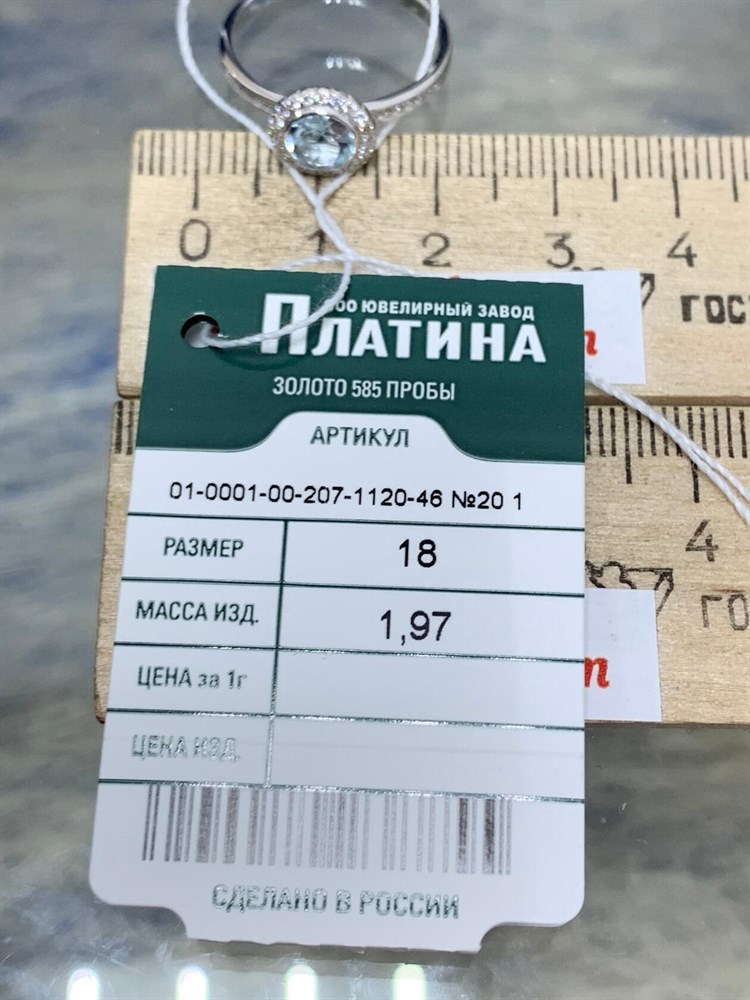 0 1 2 3 4
ООО ЮВЕЛИРНЫЙ ЗАВОД
ПЛАТИНА
ГОСТ
ЗОЛОТО 585 ПРОБЫ
АРТИКУЛ
01-0001-00-207-1120-46 №20 1
РАЗМЕР 18
4
МАССА ИЗД. 1,97
ГО
ЦЕНА за 1г
ЦЕНА ИЗД.
СДЕЛАНО В РОССИИ